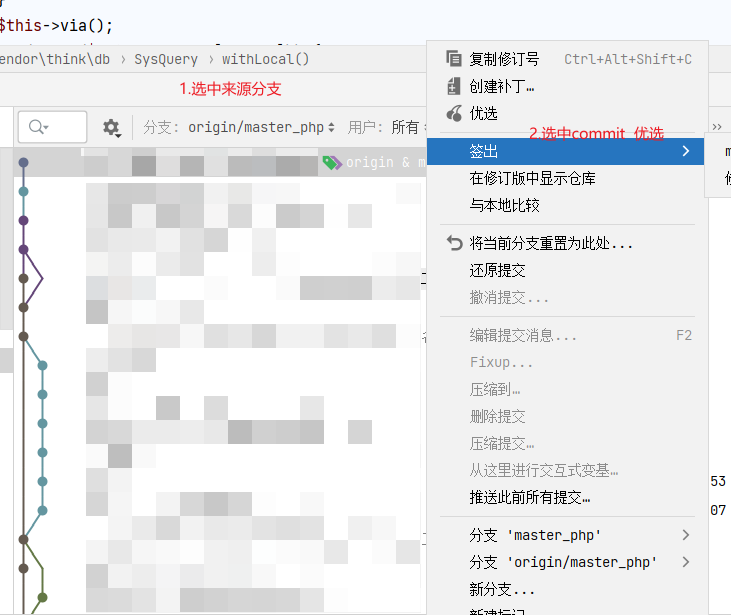 $this->via();
endor\think\db › SysQuery › withLocal()
1.选中来源分支
分支: origin/master_php
用户: 所有
origin & m
复制修订号 Ctrl+Alt+Shift+C
创建补丁…
优选
2.选中commit 优选
签出
在修订版中显示仓库
与本地比较
将当前分支重置为此处...
还原提交
撤消提交...
编辑提交消息... F2
Fixup...
压缩到…
删除提交
压缩提交…
从这里进行交互式变基…
推送此前所有提交…
53
07
分支 'master_php'
分支 'origin/master_php'
新分支...